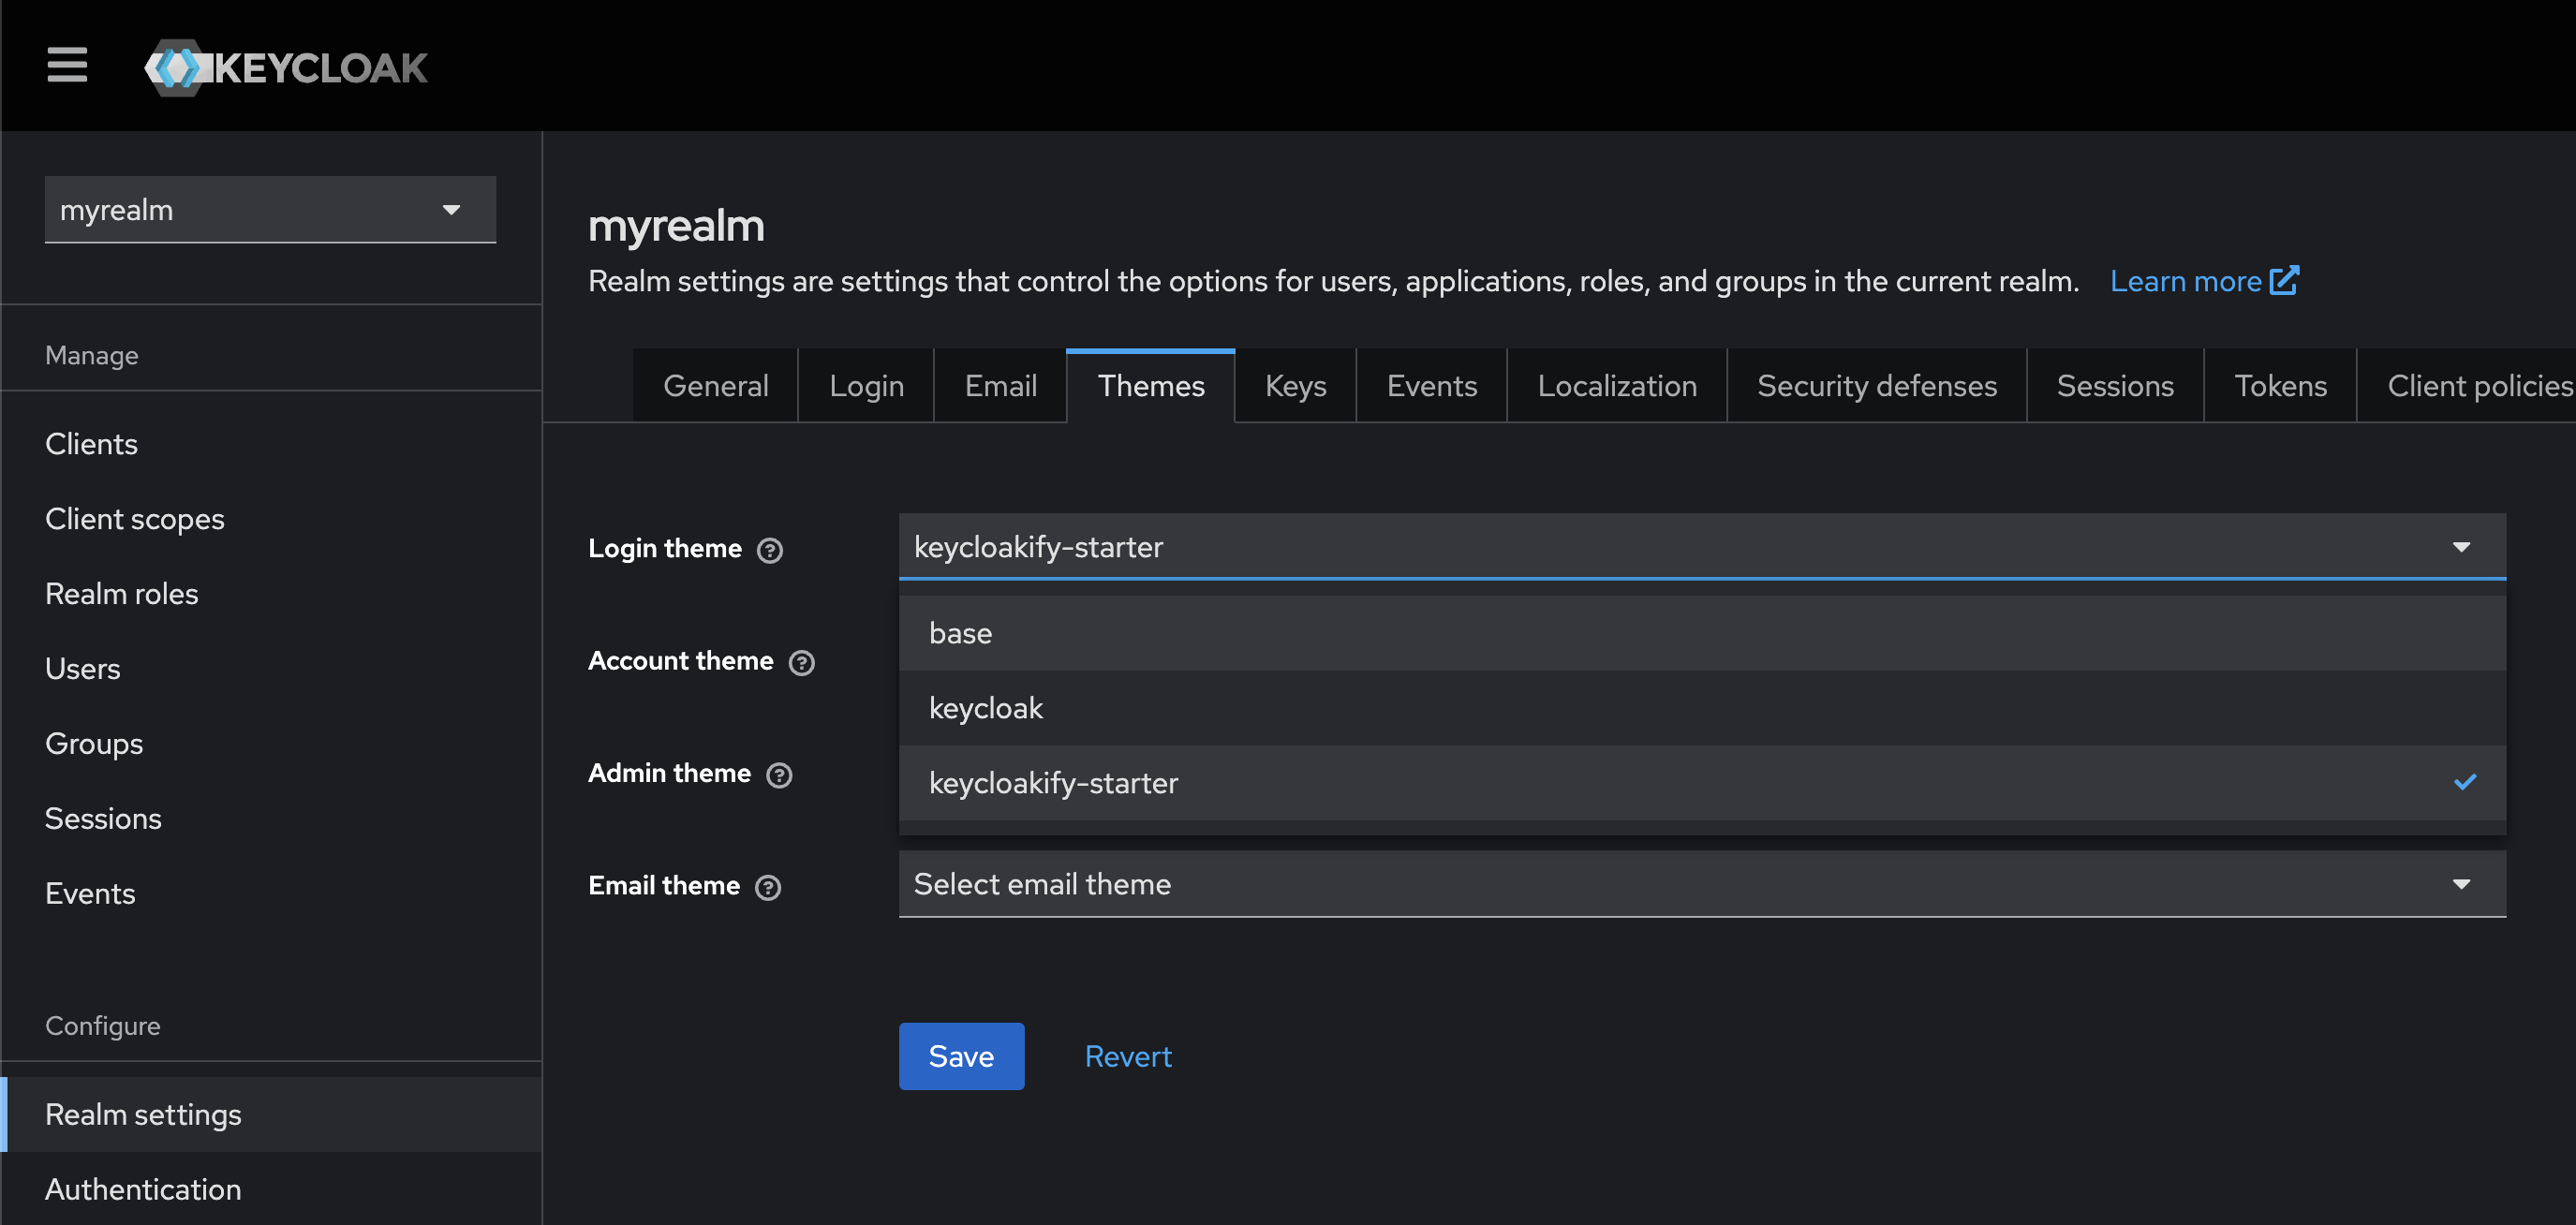 KEYCLOAK
myrealm
Manage
Clients
Client scopes
Realm roles
Users
Groups
Sessions
Events
Configure
Realm settings
Authentication
myrealm
Realm settings are settings that control the options for users, applications, roles, and groups in the current realm. Learn more
General Login Email Themes Keys Events Localization Security defenses Sessions Tokens Client policies
Login theme ? keycloakify-starter
base
Account theme ?
keycloak
Admin theme ?
keycloakify-starter
Email theme ? Select email theme
Save Revert